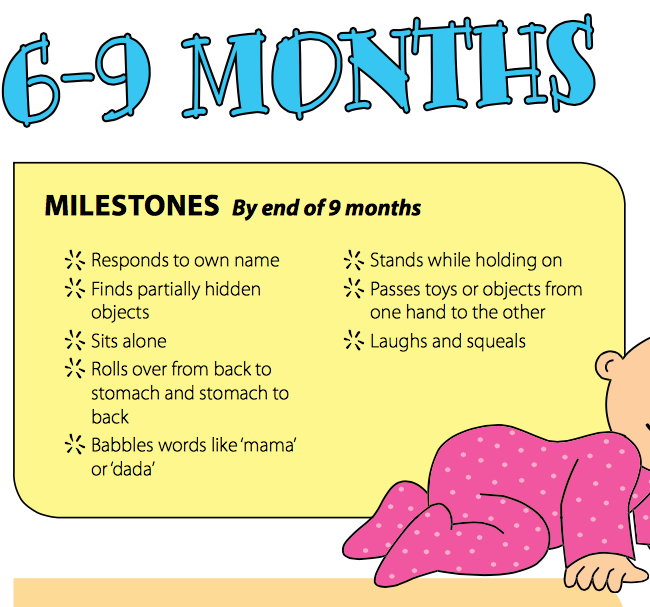 6-9 MONTHS
MILESTONES By end of 9 months
Responds to own name
Finds partially hidden
objects
Sits alone
Rolls over from back to
stomach and stomach to
back
Babbles words like ‘mama’
or ‘dada’
Stands while holding on
Passes toys or objects from
one hand to the other
Laughs and squeals